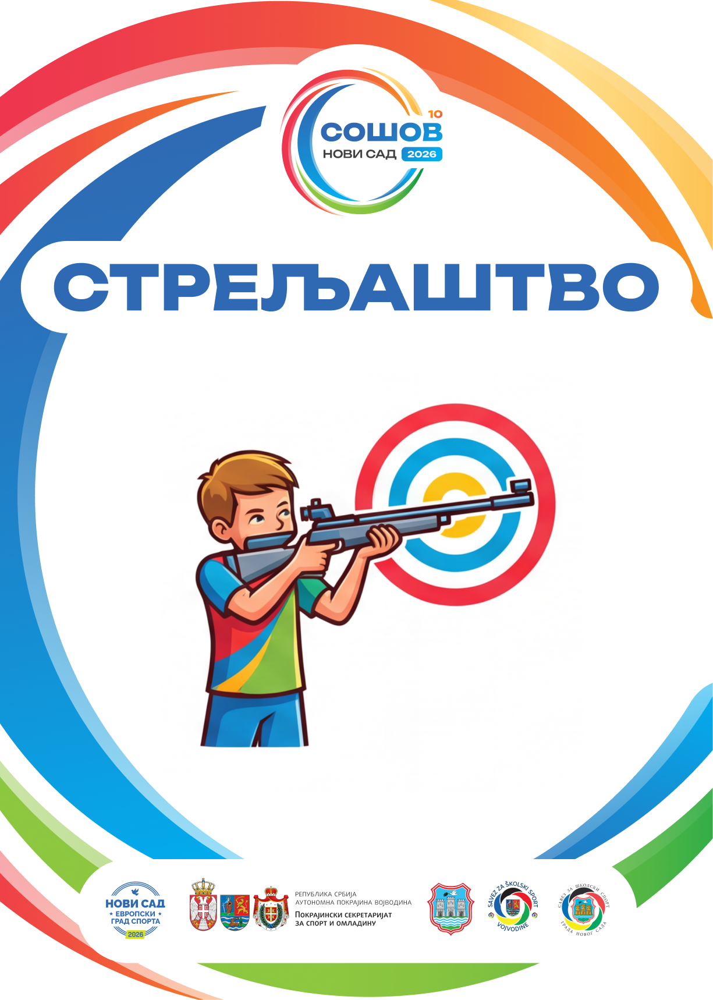 10
СОШОВ
НОВИ САД 2026
СТРЕЉАШТВО
НОВИ САД
★ ЕВРОПСКИ ★
ГРАД СПОРТА
2026
РЕПУБЛИКА СРБИЈА
АУТОНОМНА ПОКРАЈИНА ВОЈВОДИНА
ПОКРАЈИНСКИ СЕКРЕТАРИЈАТ
ЗА СПОРТ И ОМЛАДИНУ
SAVEZ ZA ŠKOLSKI SPORT
VOJVODINE
САВЕЗ ЗА ШКОЛСКИ СПОРТ
ГРАДА НОВОГ САДА